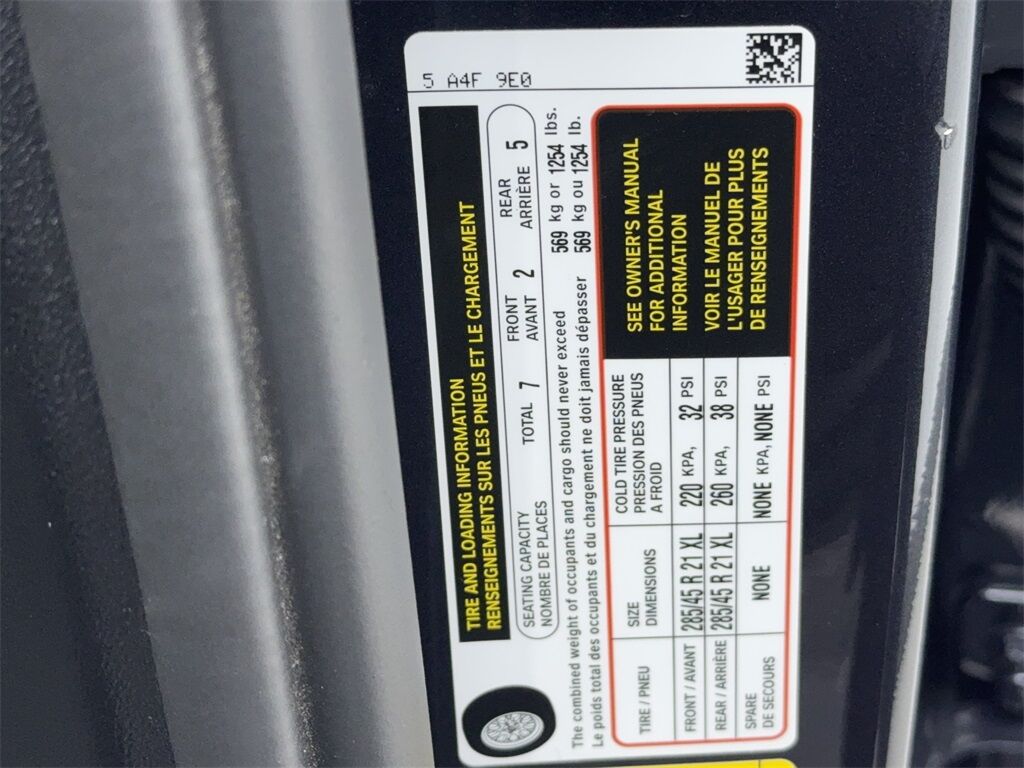 5 A4F 9E0
TIRE AND LOADING INFORMATION
RENSEIGNEMENTS SUR LES PNEUS ET LE CHARGEMENT
SEATING CAPACITY
NOMBRE DE PLACES
TOTAL 7
FRONT
AVANT 2
REAR
ARRIÈRE 5
The combined weight of occupants and cargo should never exceed 569 kg or 1254 lbs.
Le poids total des occupants et du chargement ne doit jamais dépasser 569 kg ou 1254 lb.
TIRE / PNEU
SIZE
DIMENSIONS
COLD TIRE PRESSURE
PRESSION DES PNEUS
A FROID
FRONT / AVANT 285/45 R 21 XL 220 KPA, 32 PSI
REAR / ARRIÈRE 285/45 R 21 XL 260 KPA, 38 PSI
SPARE
DE SECOURS NONE NONE KPA, NONE PSI
SEE OWNER'S MANUAL
FOR ADDITIONAL
INFORMATION
VOIR LE MANUEL DE
L'USAGER POUR PLUS
DE RENSEIGNEMENTS